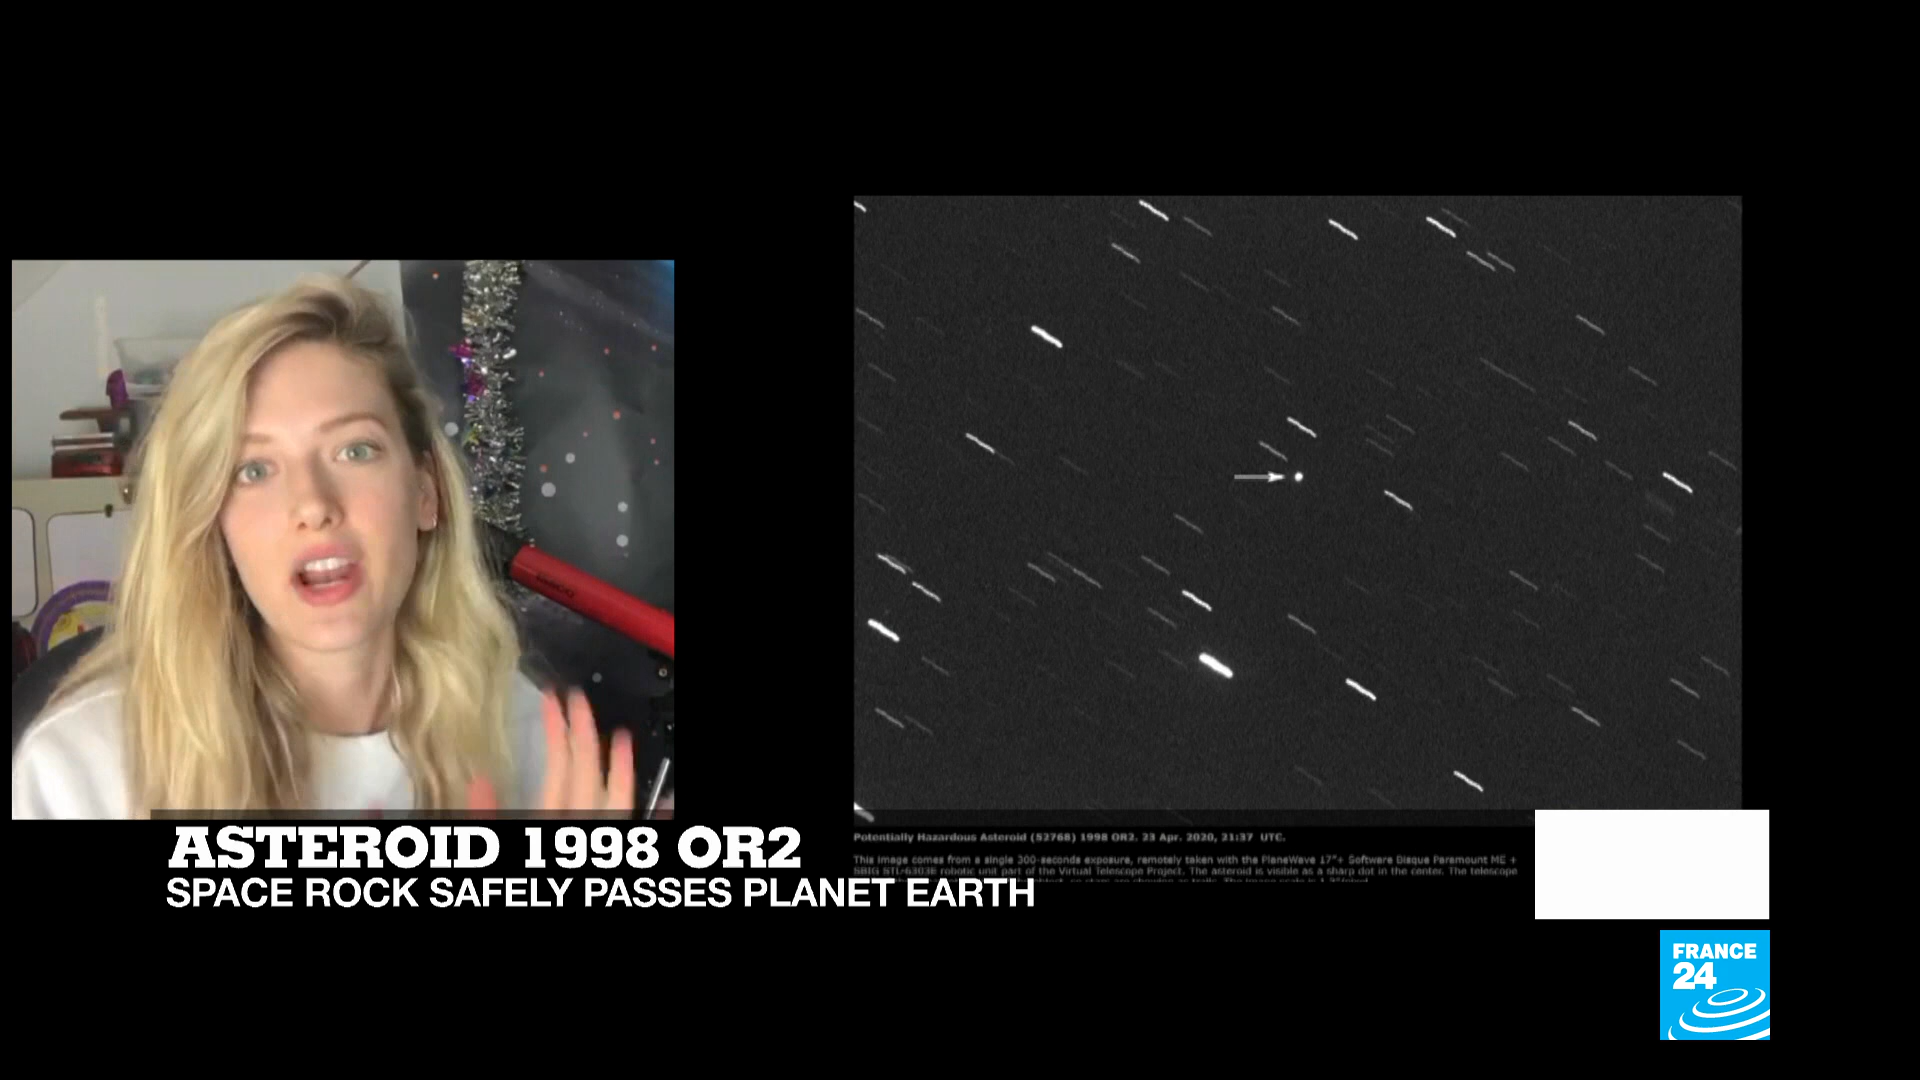 ASTEROID 1998 OR2
SPACE ROCK SAFELY PASSES PLANET EARTH
Potentially Hazardous Asteroid (52768) 1998 OR2. 23 Apr. 2020, 21:37 UTC.
This image comes from a single 300-seconds exposure, remotely taken with the PlaneWave 17"+ Software Bisque Paramount ME +
SBIG STL-6303E robotic unit part of the Virtual Telescope Project. The asteroid is visible as a sharp dot in the center. The telescope
FRANCE
24